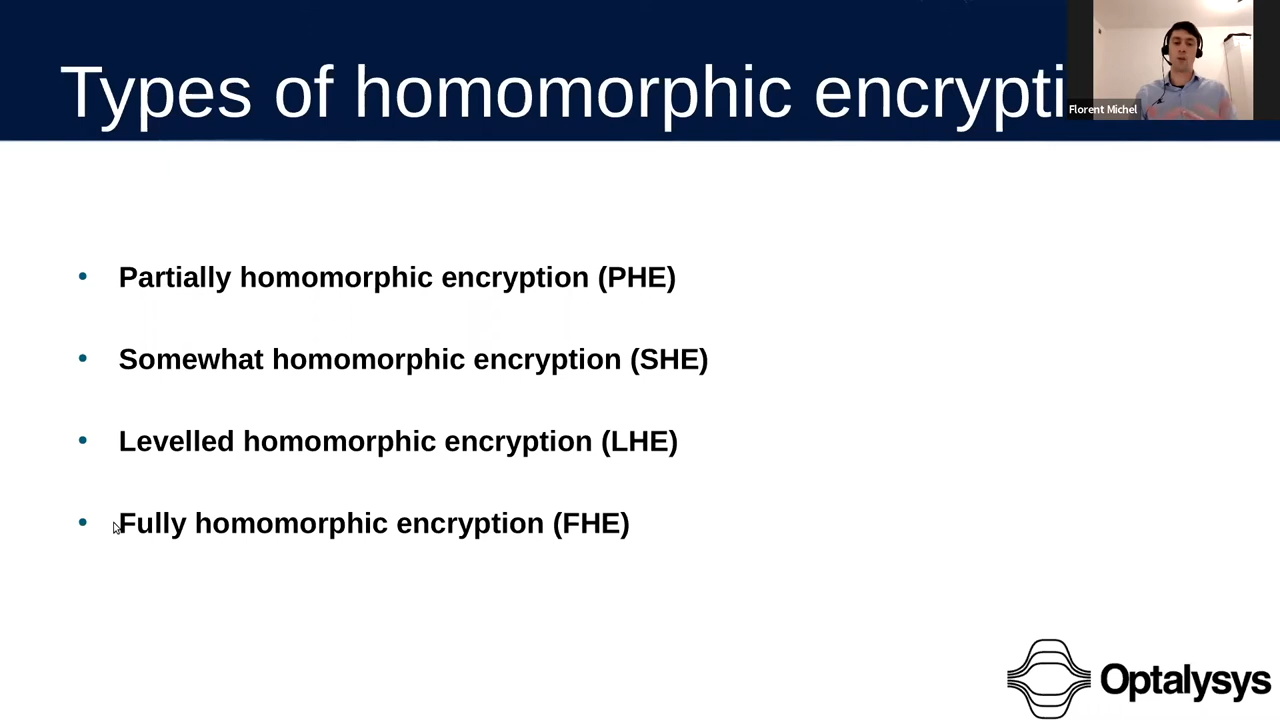 Types of homomorphic encrypti
Florent Michel
• Partially homomorphic encryption (PHE)
• Somewhat homomorphic encryption (SHE)
• Levelled homomorphic encryption (LHE)
• Fully homomorphic encryption (FHE)
Optalysys